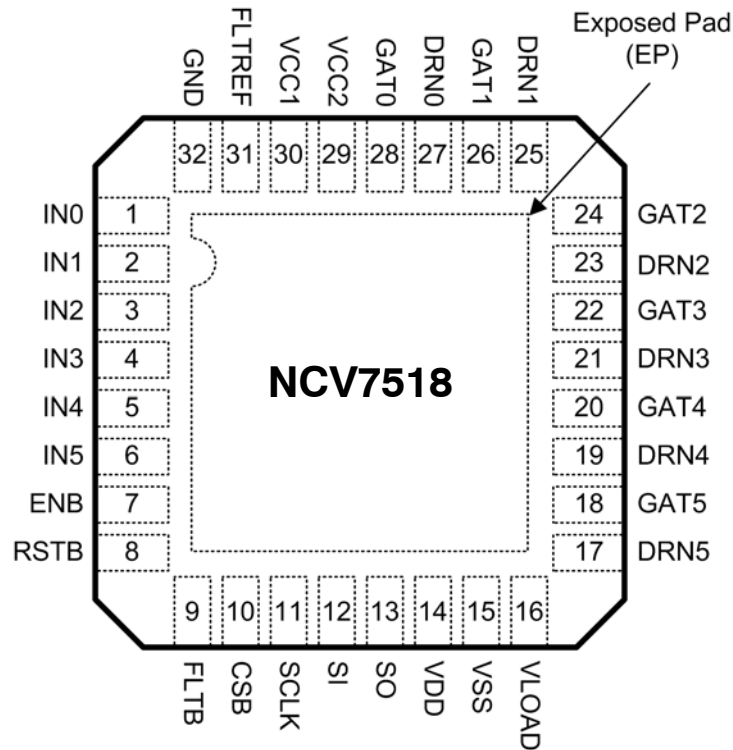 Exposed Pad
(EP)
GND
FLTREF
VCC1
VCC2
GAT0
DRN0
GAT1
DRN1
32 31 30 29 28 27 26 25
IN0 1
IN1 2
IN2 3
IN3 4
IN4 5
IN5 6
ENB 7
RSTB 8
NCV7518
24 GAT2
23 DRN2
22 GAT3
21 DRN3
20 GAT4
19 DRN4
18 GAT5
17 DRN5
9 10 11 12 13 14 15 16
FLTB
CSB
SCLK
SI
SO
VDD
VSS
VLOAD